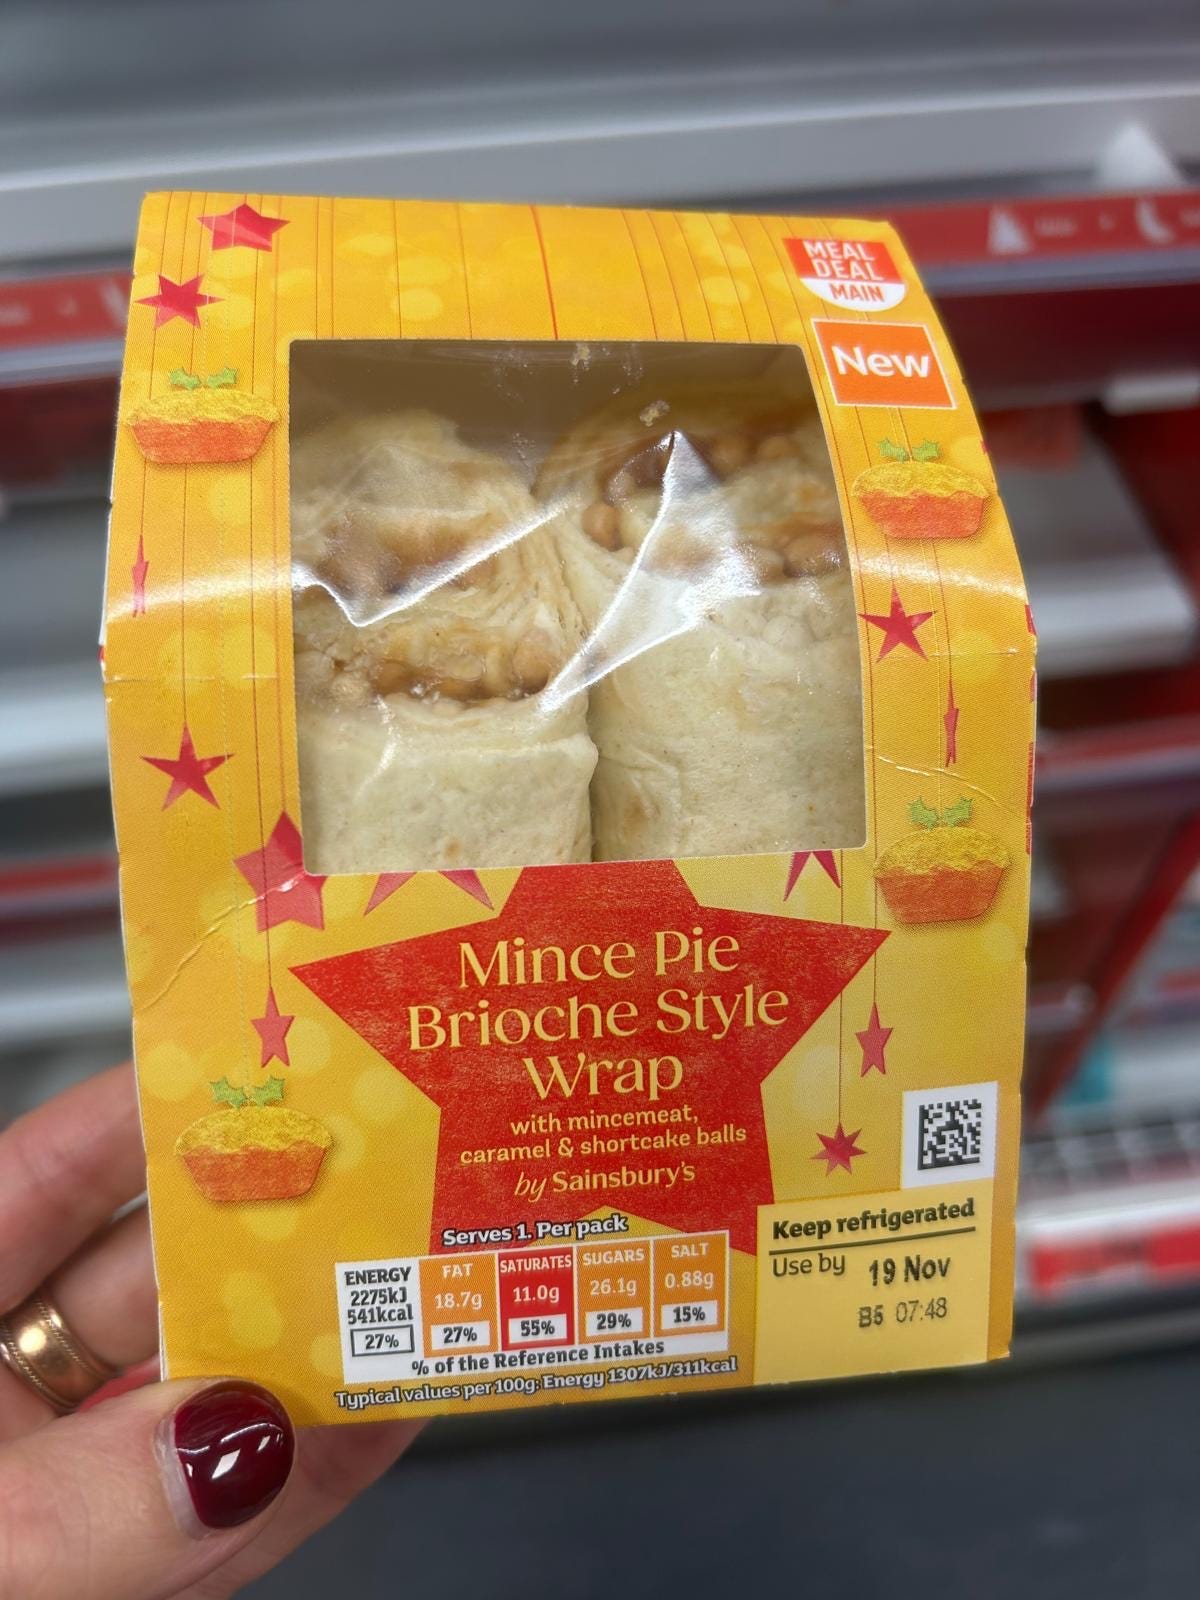 MEAL
DEAL
MAIN
New
Mince Pie
Brioche Style
Wrap
with mincemeat,
caramel & shortcake balls
by Sainsbury's
Serves 1. Per pack
ENERGY
2275kJ
541kcal
27%
FAT
18.7g
27%
SATURATES
11.0g
55%
SUGARS
26.1g
29%
SALT
0.88g
15%
% of the Reference Intakes
Typical values per 100g: Energy 1307kJ/311kcal
Keep refrigerated
Use by 19 Nov
B5 07:48